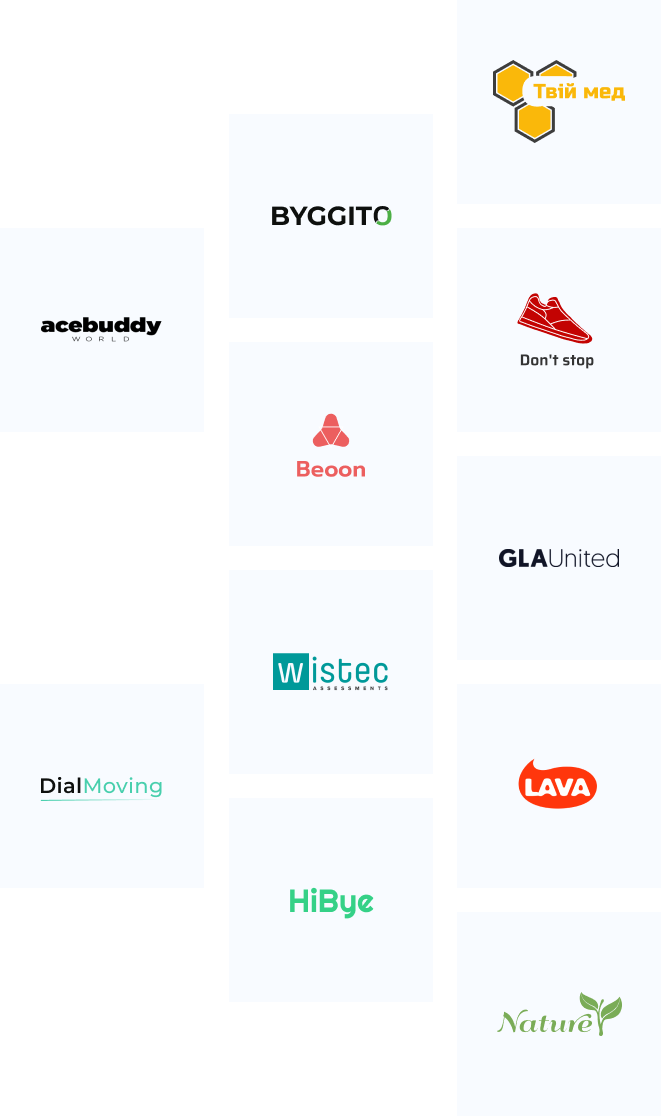 Твій мед
BYGGITO
acebuddy
WORLD
Don't stop
Beoon
GLAUnited
wistec
ASSESSMENTS
DialMoving
LAVA
HiBye
Nature